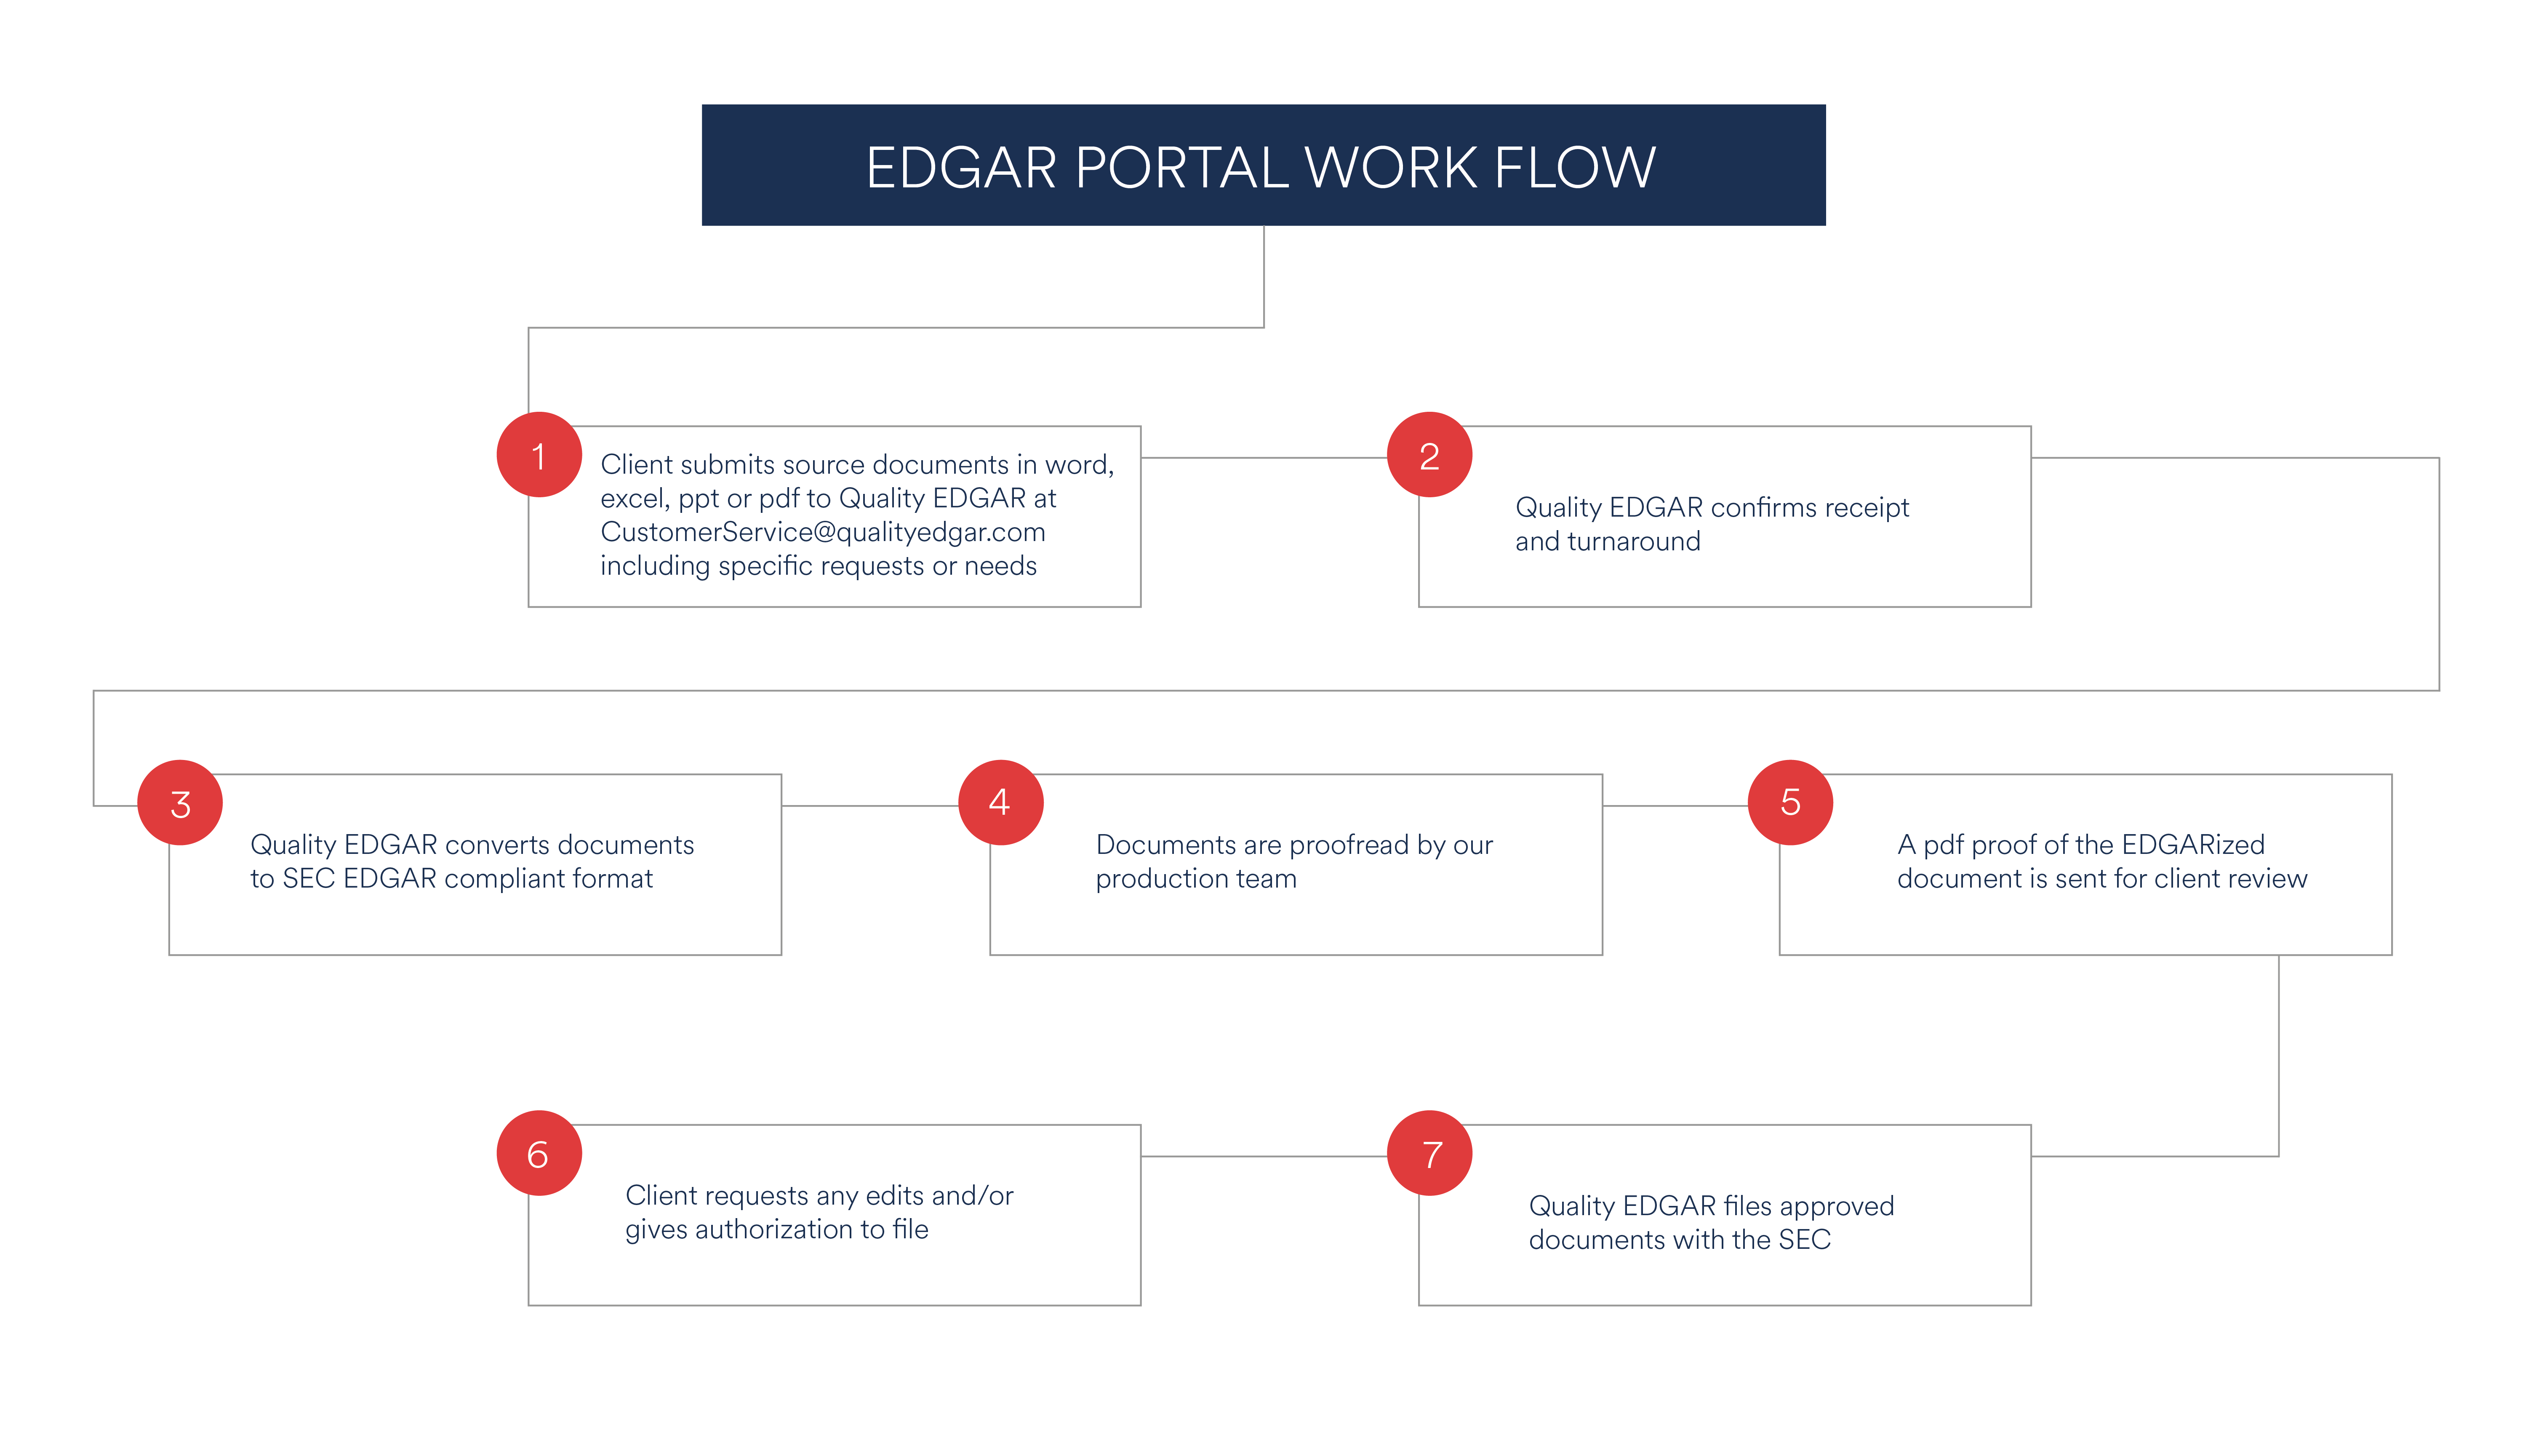 EDGAR PORTAL WORK FLOW
1
Client submits source documents in word,
excel, ppt or pdf to Quality EDGAR at
CustomerService@qualityedgar.com
including specific requests or needs
2
Quality EDGAR confirms receipt
and turnaround
3
Quality EDGAR converts documents
to SEC EDGAR compliant format
4
Documents are proofread by our
production team
5
A pdf proof of the EDGARized
document is sent for client review
6
Client requests any edits and/or
gives authorization to file
7
Quality EDGAR files approved
documents with the SEC